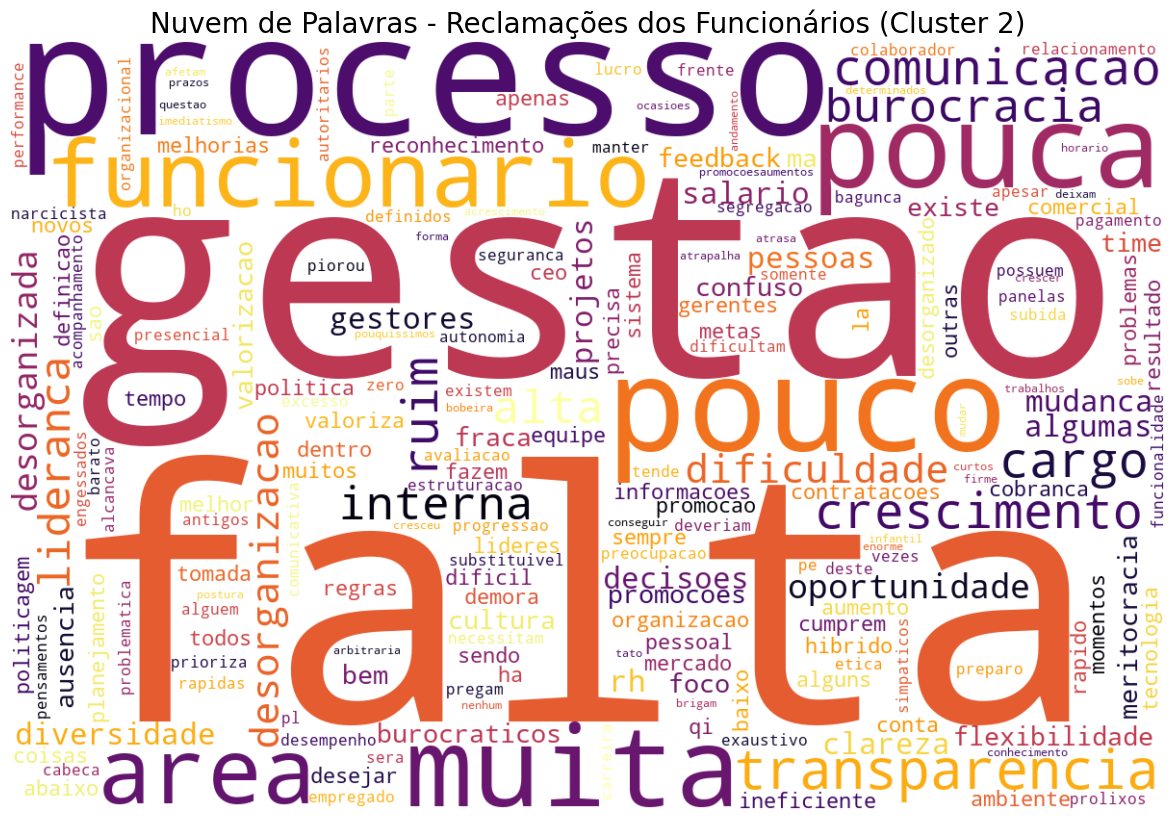 Nuvem de Palavras - Reclamações dos Funcionários (Cluster 2)
processo
comunicacao
colaborador
relacionamento
performance
afetam
prazos
questao
imediatismo
organizacional
autoritarios
parte
lucro
frente
apenas
ocasioes
andamento
determinados
burocracia
pouca
horario
melhorias
reconhecimento
manter
feedback
ma
promocoesaumentos
funcionario
salario
segregacao
bagunca
existe
apesar
deixam
comercial
pagamento
narcicista
novos
ho
definidos
acrescimento
forma
gestao
time
desorganizada
definicao
acompanhamento
sao
valorizacao
piorou
seguranca
ceo
projetos
precisa
sistema
atrasa
atrapalha
pessoas
somente
confuso
gerentes
metas
dificultam
la
desorganizado
outras
possuem
crescer
panelas
subida
problemas
resultado
presencial
gestores
pouquissimos
autonomia
maus
tempo
politica
zero
excesso
valoriza
ruim
existem
bobeira
alta
pouco
mudar
trabalhos
sobe
mudanca
algumas
funcionalidade
lideranca
engessados
barato
alcancava
desorganizacao
dentro
muitos
fraca
equipe
avaliacao
fazem
estruturacao
tende
dificuldade
curtos
firme
cargo
cobranca
melhor
antigos
comunicativa
interna
cresceu
progressao
lideres
informacoes
promocao
conseguir
deveriam
contratacoes
crescimento
falta
sempre
preocupacao
substituivel
dificil
demora
infantil
enorme
vezes
pe
deste
politicagem
pensamentos
ausencia
planejamento
problematica
tomada
postura
alguem
todos
prioriza
rapidas
regras
arbitraria
bem
cultura
necessitam
sendo
ha
pregam
nenhum
decisoes
promocoes
organizacao
tato
pessoal
mercado
rh
foco
brigam
oportunidade
aumento
cumprem
hibrido
etica
alguns
simpaticos
preparo
rapido
momentos
meritocracia
tecnologia
baixo
qi
diversidade
coisas
cabeca
abaixo
area
pl
desempenho
burocraticos
sera
desejar
empregado
muita
carreira
exaustivo
conta
clareza
flexibilidade
conhecimento
transparencia
ineficiente
ambiente
prolixos